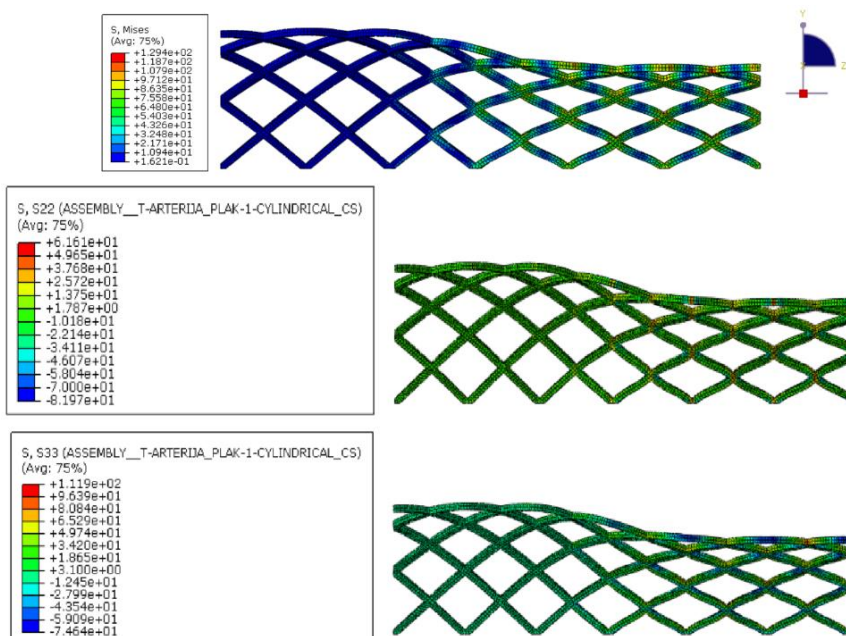 S, Mises
(Avg: 75%)
+1.294e+02
+1.187e+02
+1.079e+02
+9.712e+01
+8.635e+01
+7.558e+01
+6.480e+01
+5.403e+01
+4.326e+01
+3.248e+01
+2.171e+01
+1.094e+01
+1.621e-01
Y
Z
S, S22 (ASSEMBLY__T-ARTERIJA_PLAK-1-CYLINDRICAL_CS)
(Avg: 75%)
+6.161e+01
+4.965e+01
+3.768e+01
+2.572e+01
+1.375e+01
+1.787e+00
-1.018e+01
-2.214e+01
-3.411e+01
-4.607e+01
-5.804e+01
-7.000e+01
-8.197e+01
S, S33 (ASSEMBLY__T-ARTERIJA_PLAK-1-CYLINDRICAL_CS)
(Avg: 75%)
+1.119e+02
+9.639e+01
+8.084e+01
+6.529e+01
+4.974e+01
+3.420e+01
+1.865e+01
+3.100e+00
-1.245e+01
-2.799e+01
-4.354e+01
-5.909e+01
-7.464e+01